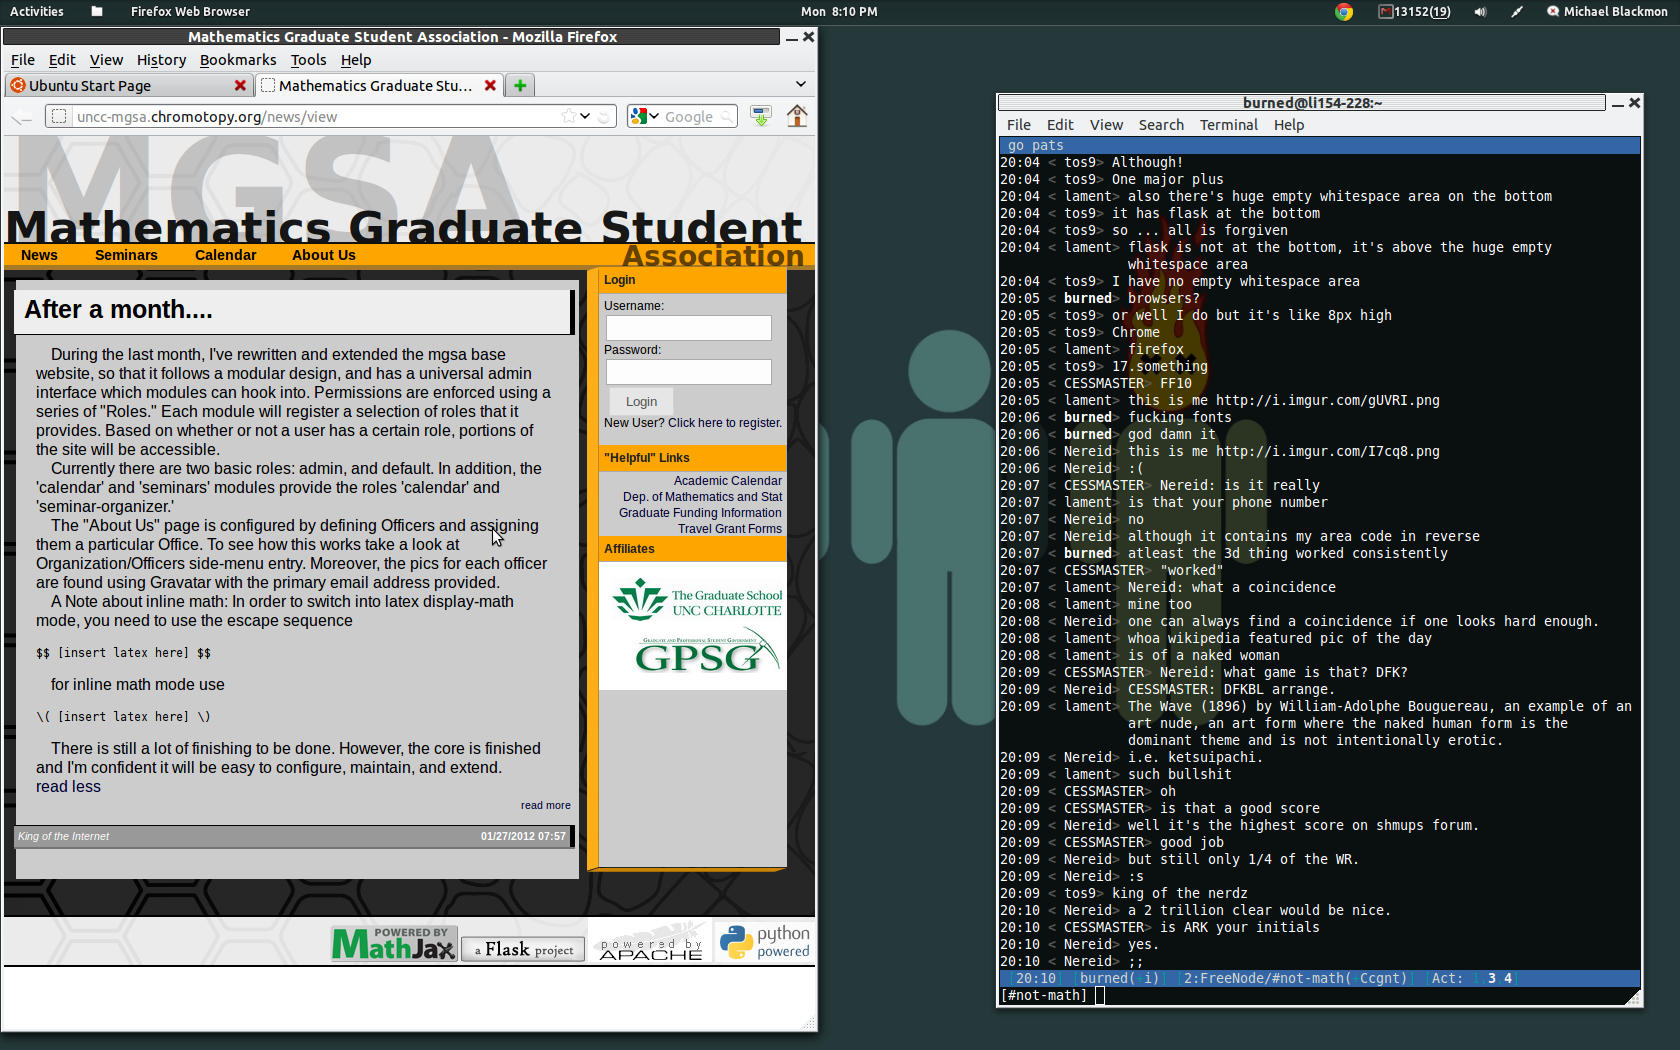 Activities Firefox Web Browser Mon 8:10 PM 13152(19) Michael Blackmon
Mathematics Graduate Student Association - Mozilla Firefox
File Edit View History Bookmarks Tools Help
Ubuntu Start Page Mathematics Graduate Stu...
uncc-mgsa.chromotopy.org/news/view Google
MGSA
Mathematics Graduate Student
Association
News Seminars Calendar About Us
After a month....
During the last month, I've rewritten and extended the mgsa base
website, so that it follows a modular design, and has a universal admin
interface which modules can hook into. Permissions are enforced using a
series of "Roles." Each module will register a selection of roles that it
provides. Based on whether or not a user has a certain role, portions of
the site will be accessible.
Currently there are two basic roles: admin, and default. In addition, the
'calendar' and 'seminars' modules provide the roles 'calendar' and
'seminar-organizer.'
The "About Us" page is configured by defining Officers and assigning
them a particular Office. To see how this works take a look at
Organization/Officers side-menu entry. Moreover, the pics for each officer
are found using Gravatar with the primary email address provided.
A Note about inline math: In order to switch into latex display-math
mode, you need to use the escape sequence
$$ [insert latex here] $$
for inline math mode use
\( [insert latex here] \)
There is still a lot of finishing to be done. However, the core is finished
and I'm confident it will be easy to configure, maintain, and extend.
read less
read more
King of the Internet 01/27/2012 07:57
Login
Username:
Password:
Login
New User? Click here to register.
"Helpful" Links
Academic Calendar
Dep. of Mathematics and Stat
Graduate Funding Information
Travel Grant Forms
Affiliates
The Graduate School
UNC CHARLOTTE
GRADUATE AND PROFESSIONAL STUDENT GOVERNMENT
GPSG
POWERED BY
MathJax
a Flask project
powered by
APACHE
python
powered
burned@li154-228:~
File Edit View Search Terminal Help
go pats
20:04 < tos9> Although!
20:04 < tos9> One major plus
20:04 < lament> also there's huge empty whitespace area on the bottom
20:04 < tos9> it has flask at the bottom
20:04 < tos9> so ... all is forgiven
20:04 < lament> flask is not at the bottom, it's above the huge empty
whitespace area
20:04 < tos9> I have no empty whitespace area
20:05 < burned> browsers?
20:05 < tos9> or well I do but it's like 8px high
20:05 < tos9> Chrome
20:05 < lament> firefox
20:05 < tos9> 17.something
20:05 < CESSMASTER> FF10
20:05 < lament> this is me http://i.imgur.com/gUVRI.png
20:06 < burned> fucking fonts
20:06 < burned> god damn it
20:06 < Nereid> this is me http://i.imgur.com/I7cq8.png
20:06 < Nereid> :(
20:07 < CESSMASTER> Nereid: is it really
20:07 < lament> is that your phone number
20:07 < Nereid> no
20:07 < Nereid> although it contains my area code in reverse
20:07 < burned> atleast the 3d thing worked consistently
20:07 < CESSMASTER> "worked"
20:07 < lament> Nereid: what a coincidence
20:08 < lament> mine too
20:08 < Nereid> one can always find a coincidence if one looks hard enough.
20:08 < lament> whoa wikipedia featured pic of the day
20:08 < lament> is of a naked woman
20:09 < CESSMASTER> Nereid: what game is that? DFK?
20:09 < Nereid> CESSMASTER: DFKBL arrange.
20:09 < lament> The Wave (1896) by William-Adolphe Bouguereau, an example of an
art nude, an art form where the naked human form is the
dominant theme and is not intentionally erotic.
20:09 < Nereid> i.e. ketsuipachi.
20:09 < lament> such bullshit
20:09 < CESSMASTER> oh
20:09 < CESSMASTER> is that a good score
20:09 < Nereid> well it's the highest score on shmups forum.
20:09 < CESSMASTER> good job
20:09 < Nereid> but still only 1/4 of the WR.
20:09 < Nereid> :s
20:09 < tos9> king of the nerdz
20:10 < Nereid> a 2 trillion clear would be nice.
20:10 < CESSMASTER> is ARK your initials
20:10 < Nereid> yes.
20:10 < Nereid> ;;
[20:10] [burned(+i)] [2:FreeNode/#not-math(+Ccgnt)] [Act: 1,3,4]
[#not-math]